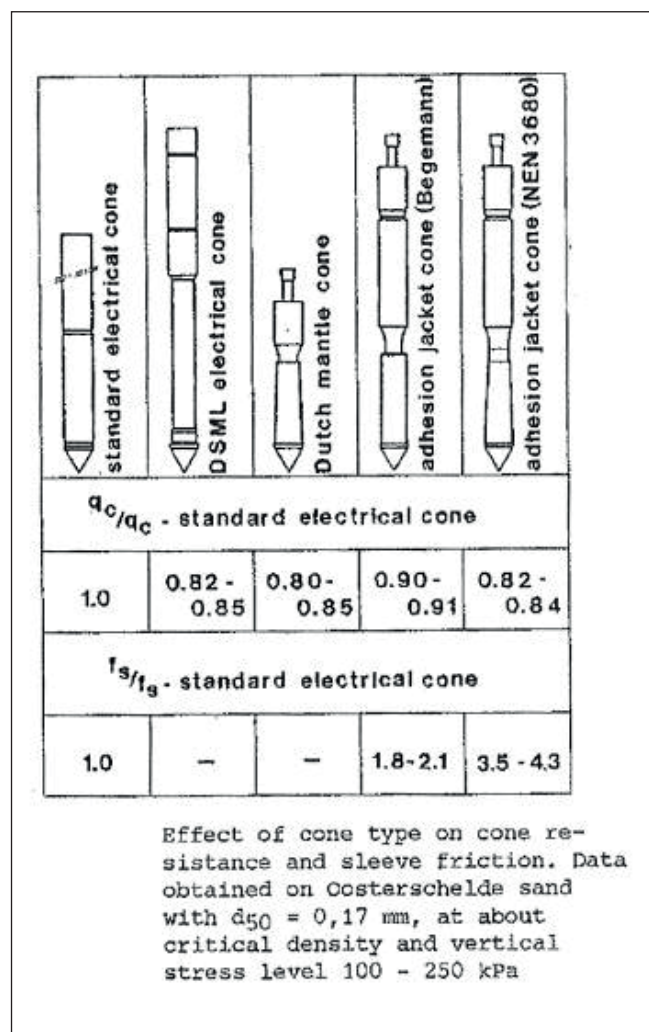 standard electrical cone
DSML electrical cone
Dutch mantle cone
adhesion jacket cone (Begemann)
adhesion jacket cone (NEN 3680)
qc/qc - standard electrical cone
1.0
0.82 -
0.85
0.80 -
0.85
0.90 -
0.91
0.82 -
0.84
fs/fs - standard electrical cone
1.0
—
—
1.8-2.1
3.5 - 4.3
Effect of cone type on cone re-
sistance and sleeve friction. Data
obtained on Oosterschelde sand
with d50 = 0,17 mm, at about
critical density and vertical
stress level 100 - 250 kPa